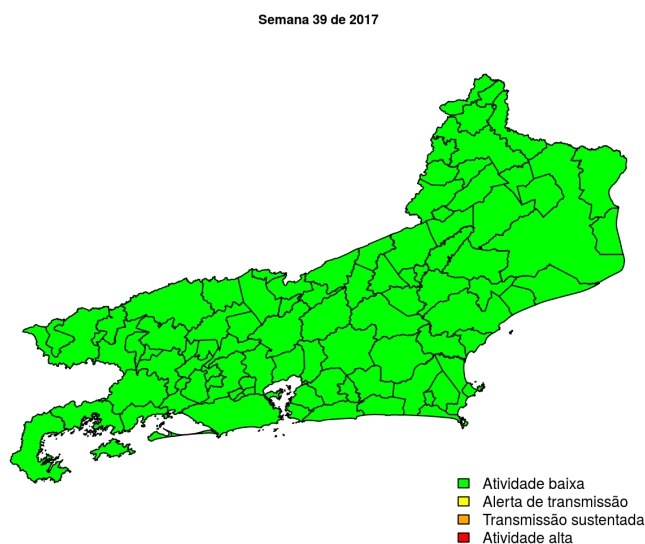 Semana 39 de 2017
Atividade baixa
Alerta de transmissão
Transmissão sustentada
Atividade alta